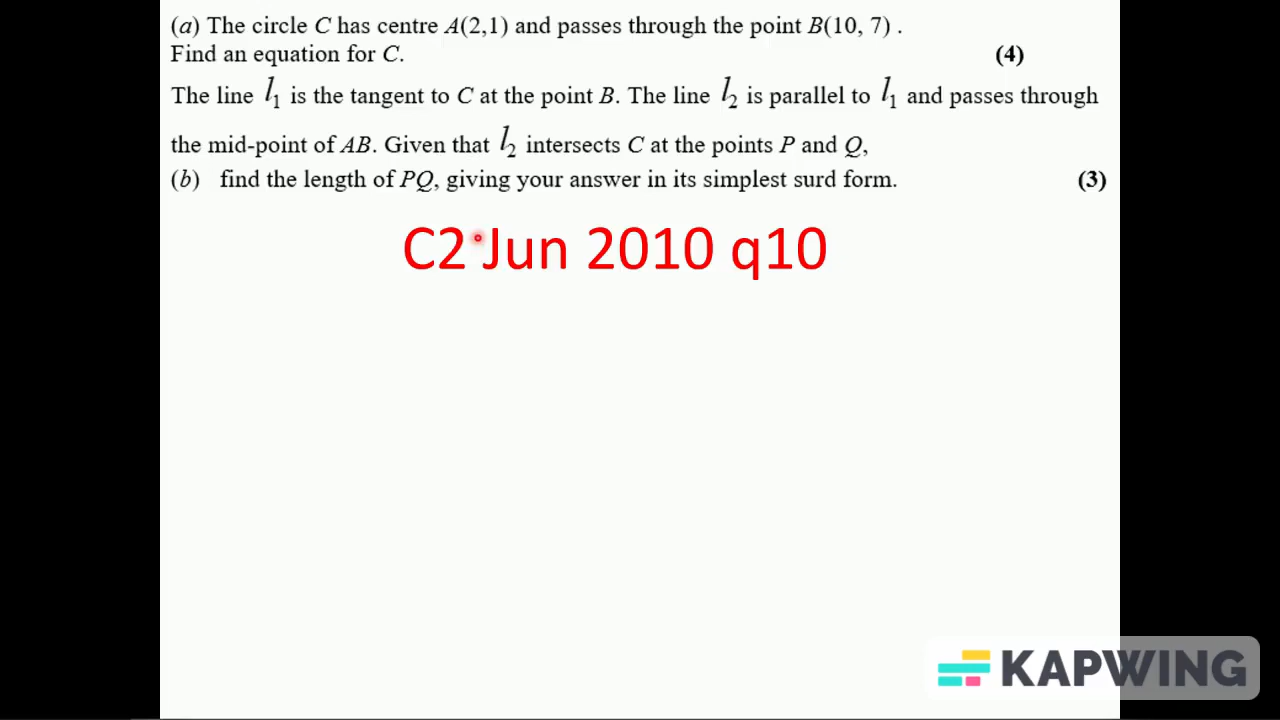 (a) The circle C has centre A(2,1) and passes through the point B(10, 7) .
Find an equation for C. (4)
The line l₁ is the tangent to C at the point B. The line l₂ is parallel to l₁ and passes through
the mid-point of AB. Given that l₂ intersects C at the points P and Q,
(b) find the length of PQ, giving your answer in its simplest surd form. (3)
C2 Jun 2010 q10
KAPWING